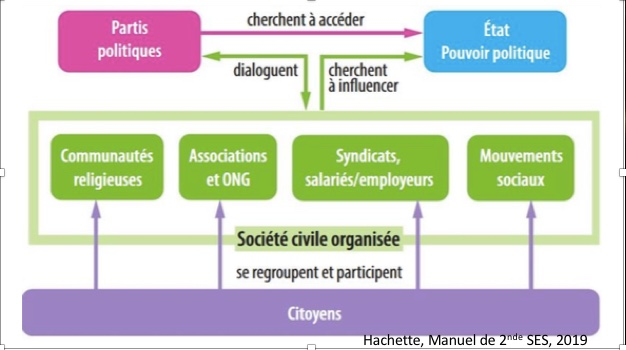 Partis
politiques
cherchent à accéder
État
Pouvoir politique
dialoguent
cherchent
à influencer
Communautés
religieuses
Associations
et ONG
Syndicats,
salariés/employeurs
Mouvements
sociaux
Société civile organisée
se regroupent et participent
Citoyens
Hachette, Manuel de 2nde SES, 2019